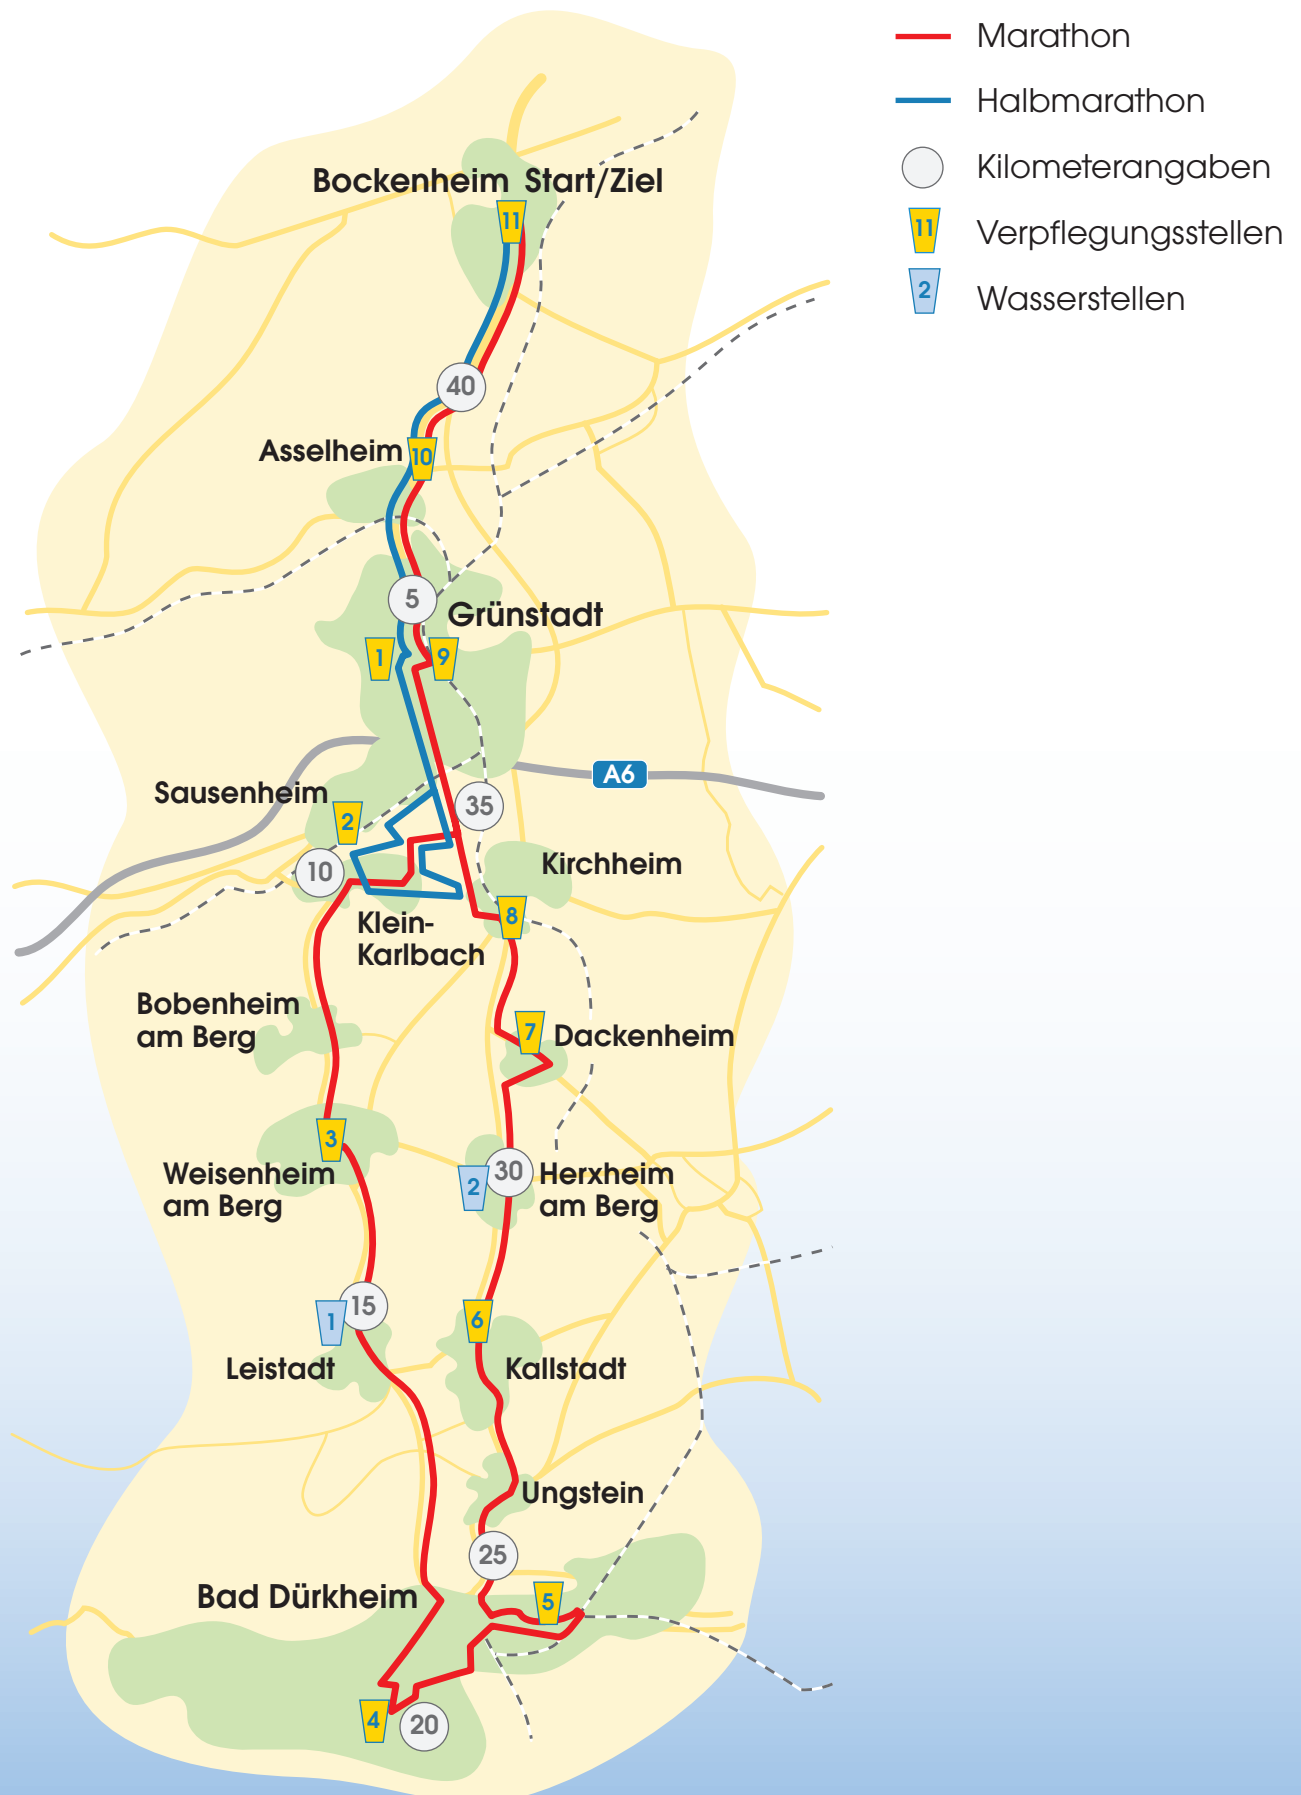 Marathon
Halbmarathon
Kilometerangaben
11 Verpflegungsstellen
2 Wasserstellen
Bockenheim Start/Ziel
11
40
Asselheim
10
5
Grünstadt
1
9
A6
Sausenheim
35
2
10
Kirchheim
Klein-
Karlbach
8
Bobenheim
am Berg
7
Dackenheim
3
Weisenheim
am Berg
2
30
Herxheim
am Berg
15
1
6
Leistadt
Kallstadt
Ungstein
25
Bad Dürkheim
5
4
20